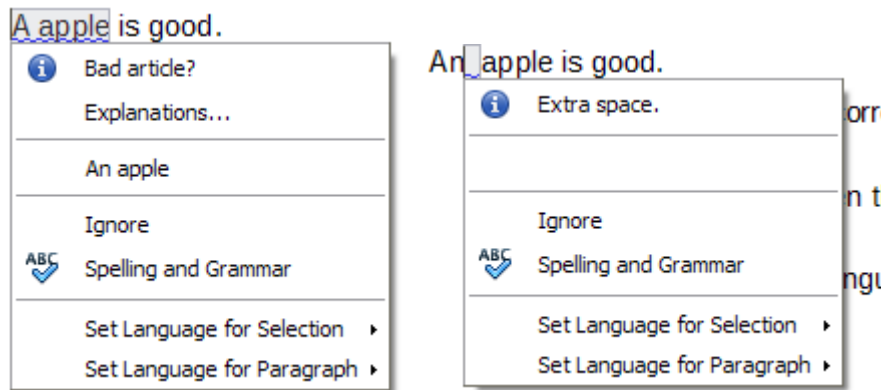 A apple is good.
Bad article?
Explanations...
An apple
Ignore
ABC
Spelling and Grammar
Set Language for Selection
Set Language for Paragraph
An  apple is good.
Extra space.
Ignore
ABC
Spelling and Grammar
Set Language for Selection
Set Language for Paragraph